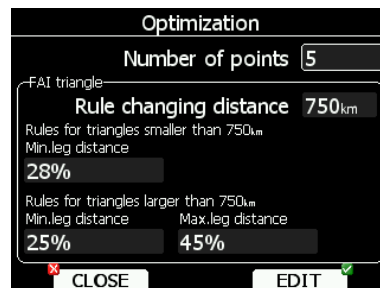 Optimization
Number of points 5
FAI triangle
Rule changing distance 750km
Rules for triangles smaller than 750km
Min.leg distance
28%
Rules for triangles larger than 750km
Min.leg distance Max.leg distance
25% 45%
CLOSE EDIT